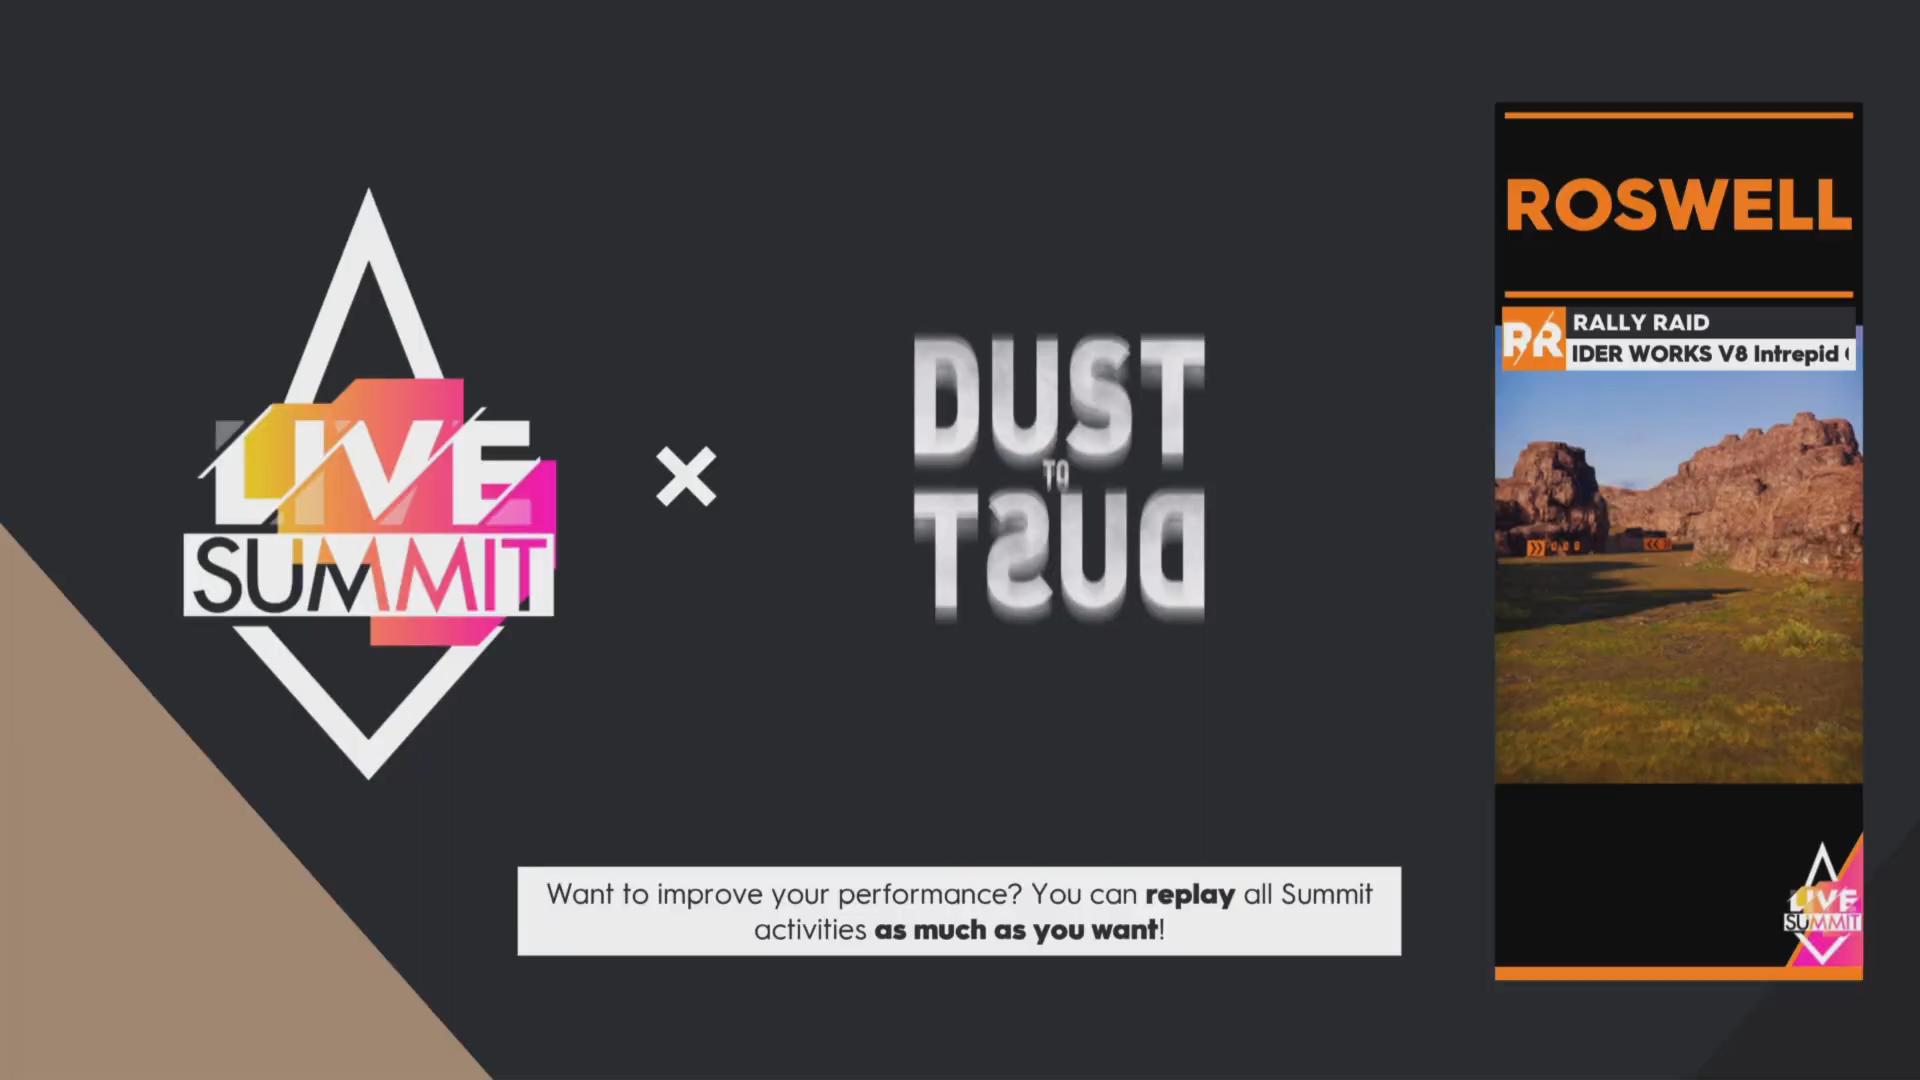 LIVE
SUMMIT
DUST
TO
DUST
ROSWELL
RR RALLY RAID
IDER WORKS V8 Intrepid
LIVE
SUMMIT
Want to improve your performance? You can replay all Summit
activities as much as you want!